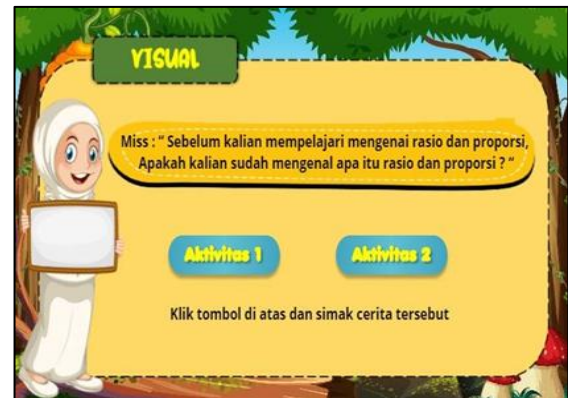 VISUAL
Miss : " Sebelum kalian mempelajari mengenai rasio dan proporsi,
Apakah kalian sudah mengenal apa itu rasio dan proporsi ? "
Aktivitas 1
Aktivitas 2
Klik tombol di atas dan simak cerita tersebut